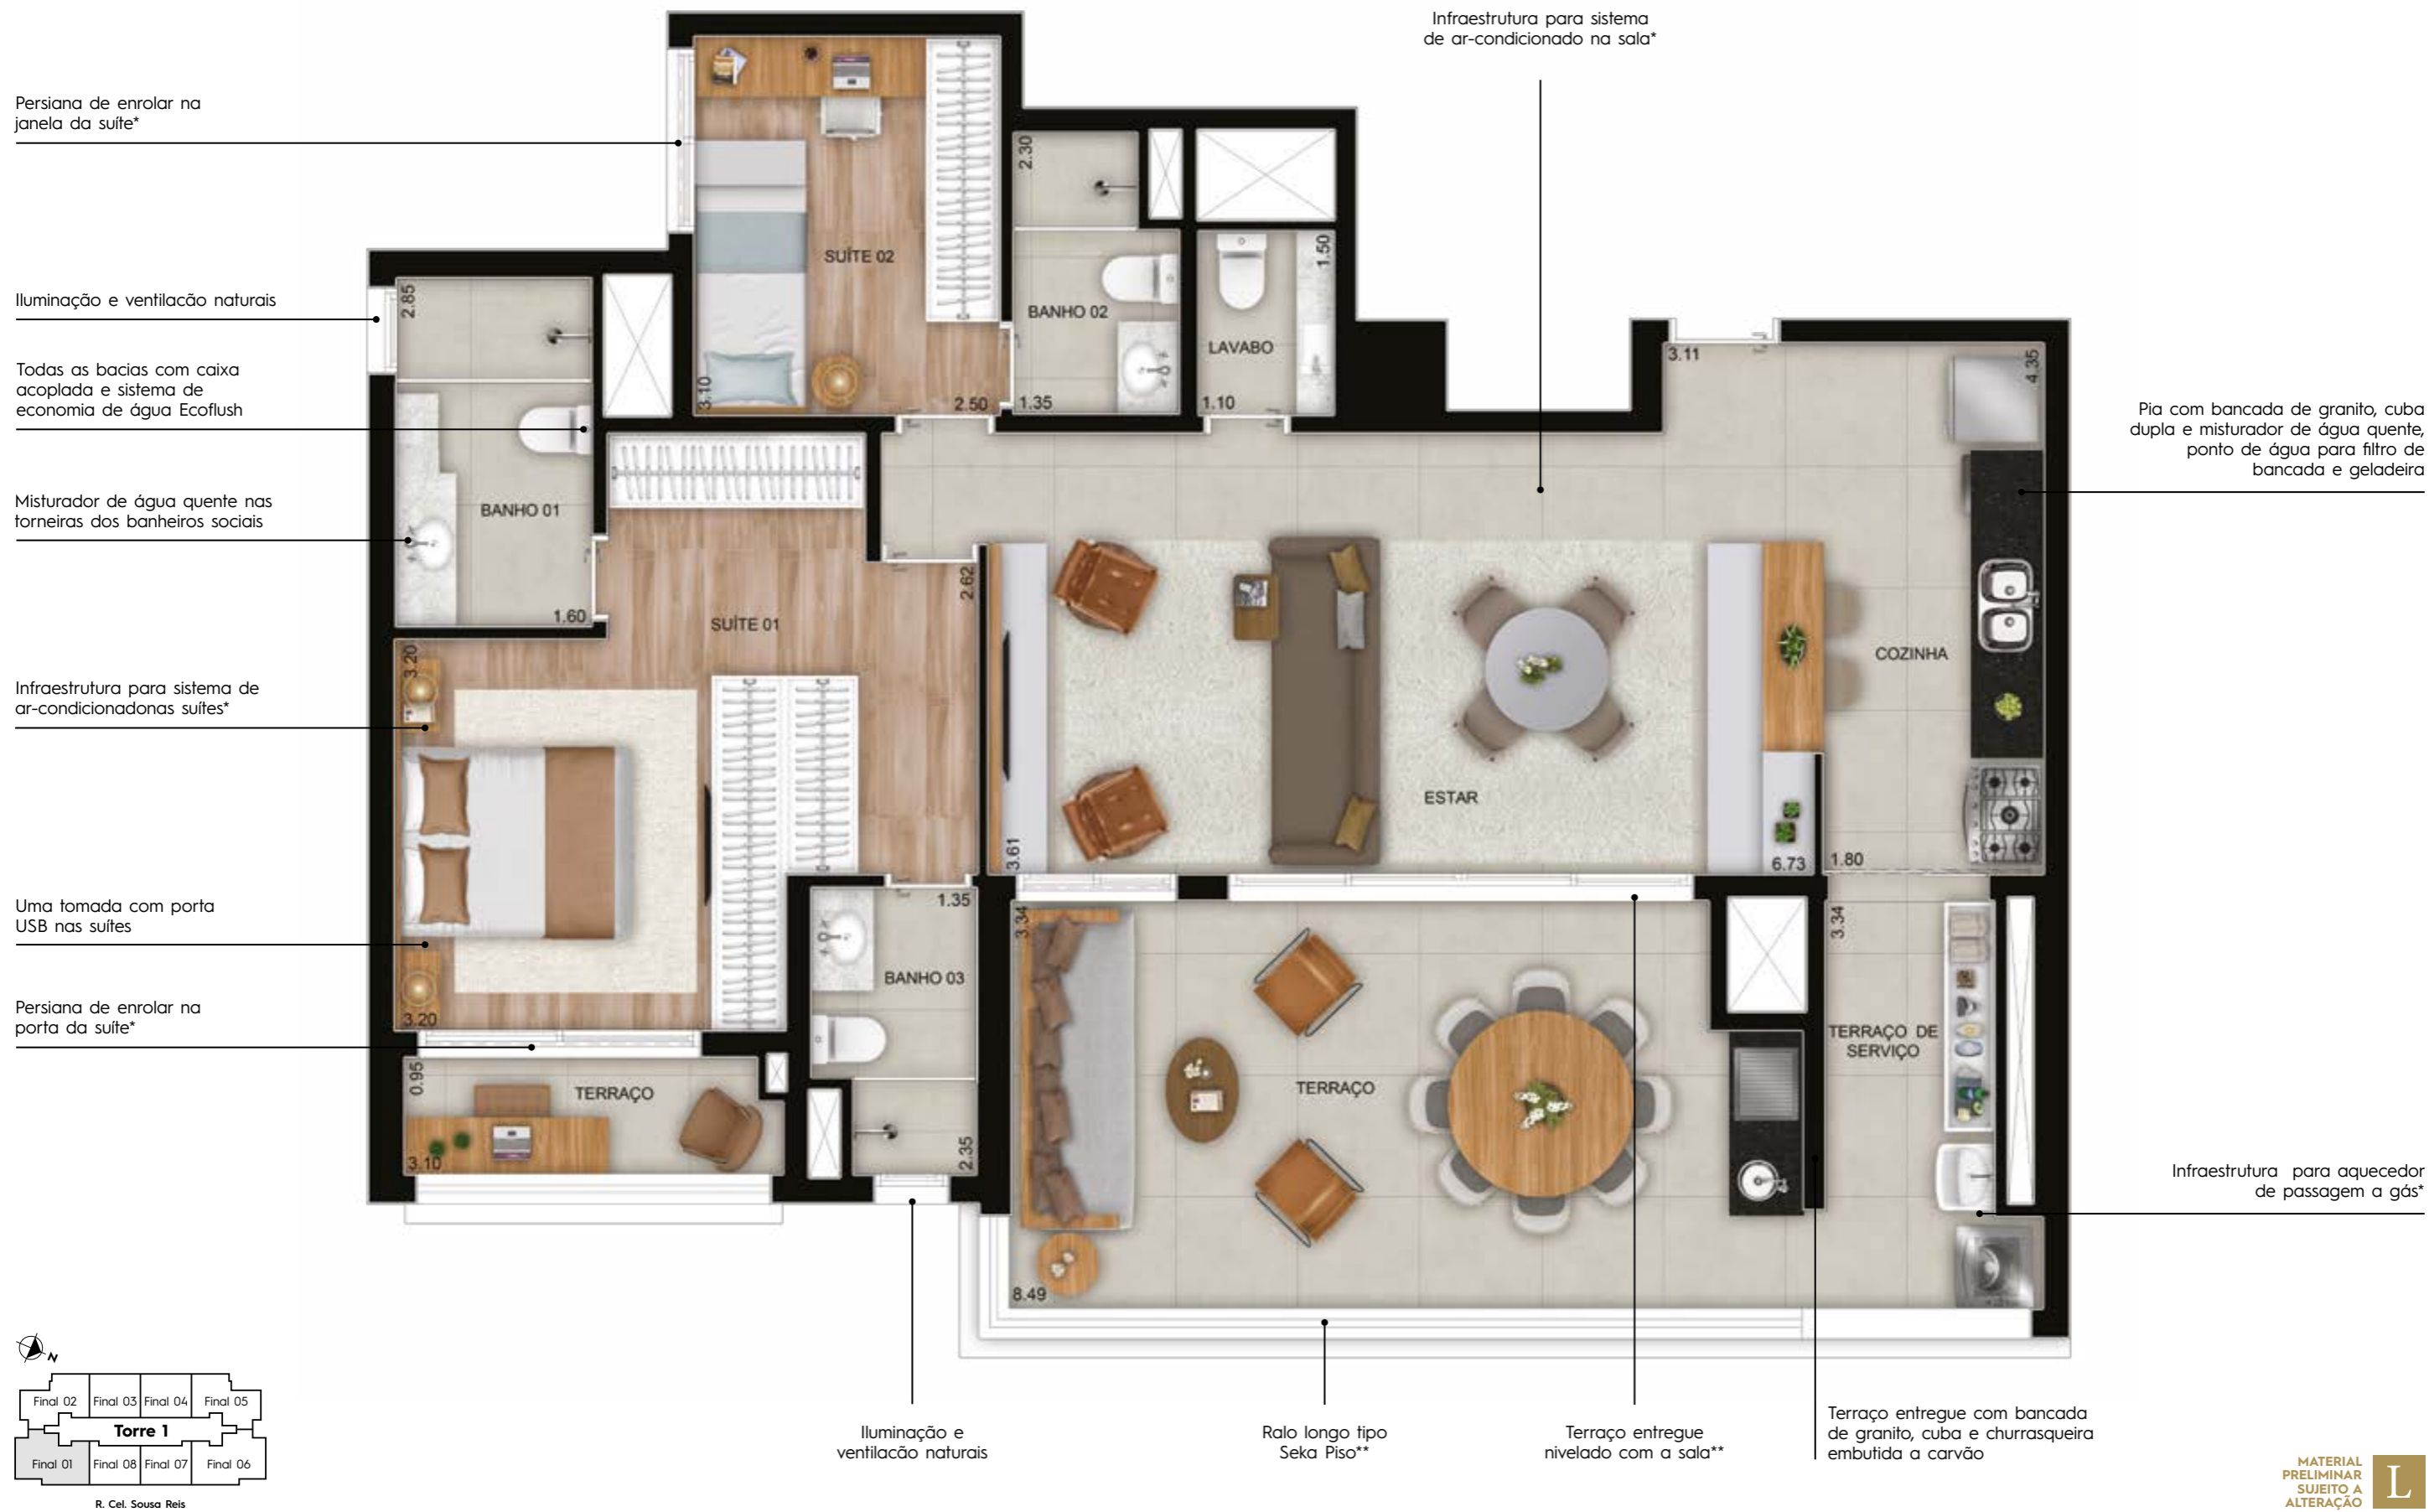 Infraestrutura para sistema
de ar-condicionado na sala*
Persiana de enrolar na
janela da suíte*
Iluminação e ventilacão naturais
Todas as bacias com caixa
acoplada e sistema de
economia de água Ecoflush
Misturador de água quente nas
torneiras dos banheiros sociais
Infraestrutura para sistema de
ar-condicionadonas suítes*
Uma tomada com porta
USB nas suítes
Persiana de enrolar na
porta da suíte*
Pia com bancada de granito, cuba
dupla e misturador de água quente,
ponto de água para filtro de
bancada e geladeira
Infraestrutura para aquecedor
de passagem a gás*
SUÍTE 02
3.10
2.50
2.30
BANHO 02
1.35
1.50
LAVABO
1.10
3.11
4.35
2.85
BANHO 01
1.60
SUÍTE 01
2.62
3.20
3.20
COZINHA
ESTAR
3.61
6.73
1.80
1.35
BANHO 03
2.35
0.95
TERRAÇO
3.10
3.34
TERRAÇO
8.49
3.34
TERRAÇO DE
SERVIÇO
N
Final 02
Final 03
Final 04
Final 05
Torre 1
Final 01
Final 08
Final 07
Final 06
R. Cel. Sousa Reis
Iluminação e
ventilacão naturais
Ralo longo tipo
Seka Piso**
Terraço entregue
nivelado com a sala**
Terraço entregue com bancada
de granito, cuba e churrasqueira
embutida a carvão
MATERIAL
PRELIMINAR
SUJEITO A
ALTERAÇÃO
L